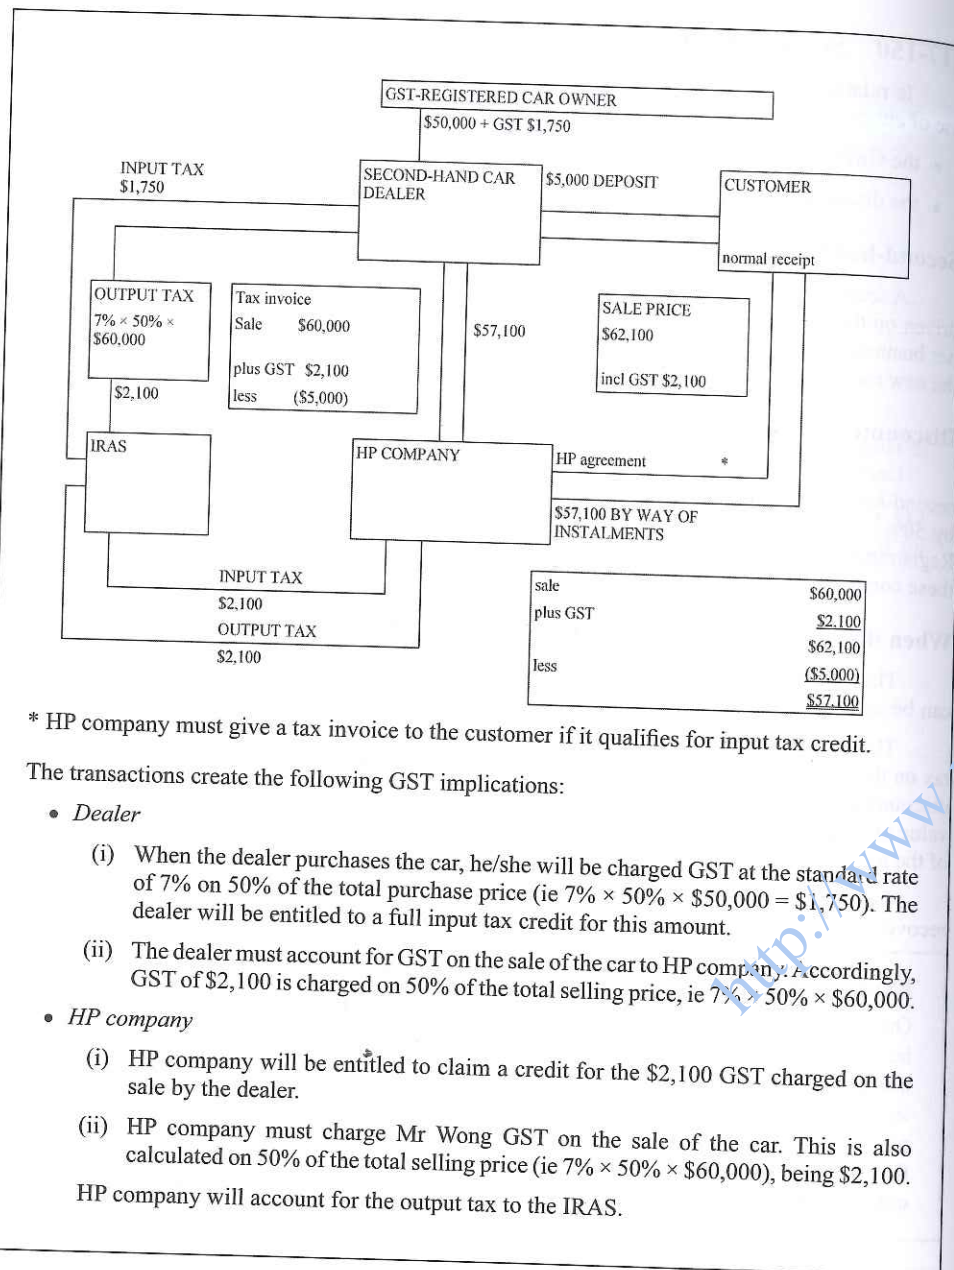 GST-REGISTERED CAR OWNER
$50,000 + GST $1,750
INPUT TAX
$1,750
SECOND-HAND CAR
DEALER
$5,000 DEPOSIT
CUSTOMER
normal receipt
OUTPUT TAX
7% × 50% ×
$60,000
Tax invoice
Sale $60,000
plus GST $2,100
less ($5,000)
$57,100
SALE PRICE
$62,100
incl GST $2,100
$2,100
IRAS
HP COMPANY
HP agreement *
$57,100 BY WAY OF
INSTALMENTS
INPUT TAX
$2,100
OUTPUT TAX
$2,100
sale $60,000
plus GST $2,100
$62,100
less ($5,000)
$57,100
* HP company must give a tax invoice to the customer if it qualifies for input tax credit.
The transactions create the following GST implications:
• Dealer
(i) When the dealer purchases the car, he/she will be charged GST at the standard rate
of 7% on 50% of the total purchase price (ie 7% × 50% × $50,000 = $1,750). The
dealer will be entitled to a full input tax credit for this amount.
(ii) The dealer must account for GST on the sale of the car to HP company. Accordingly,
GST of $2,100 is charged on 50% of the total selling price, ie 7% × 50% × $60,000.
• HP company
(i) HP company will be entitled to claim a credit for the $2,100 GST charged on the
sale by the dealer.
(ii) HP company must charge Mr Wong GST on the sale of the car. This is also
calculated on 50% of the total selling price (ie 7% × 50% × $60,000), being $2,100.
HP company will account for the output tax to the IRAS.
http://www